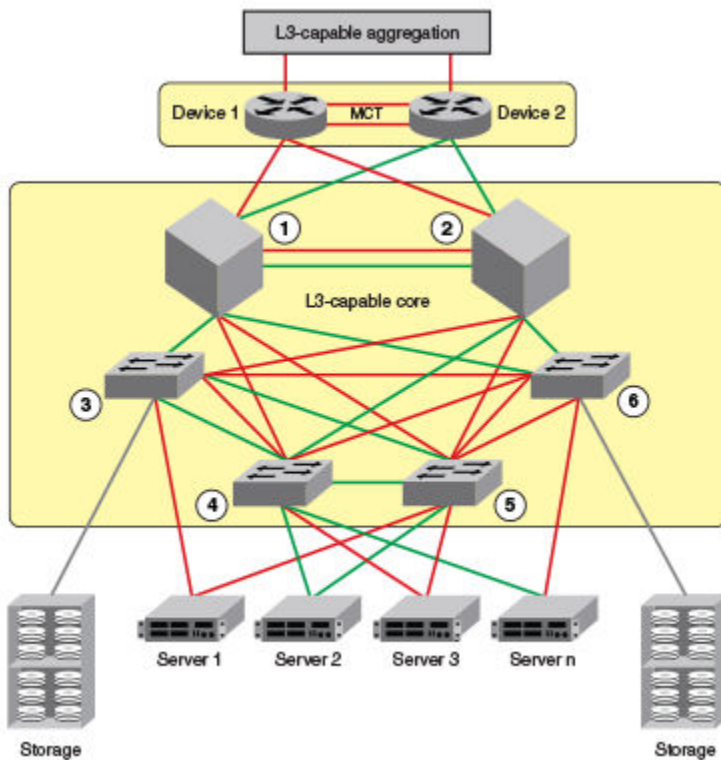 L3-capable aggregation
Device 1
MCT
Device 2
1
2
L3-capable core
3
6
4
5
Server 1
Server 2
Server 3
Server n
Storage
Storage